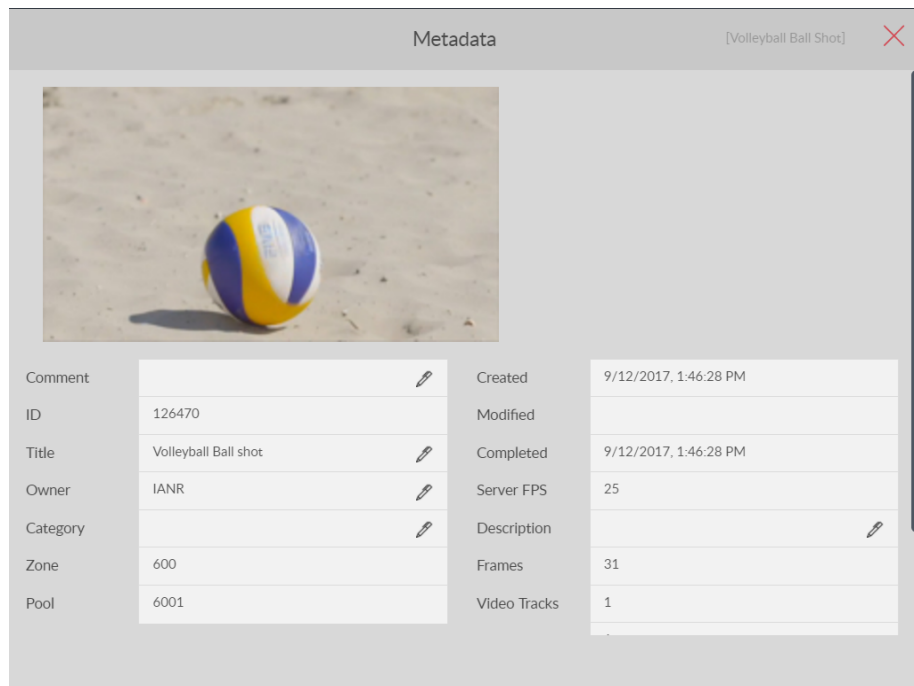 Metadata
[Volleyball Ball Shot]
Comment
ID 126470
Title Volleyball Ball shot
Owner IANR
Category
Zone 600
Pool 6001
Created 9/12/2017, 1:46:28 PM
Modified
Completed 9/12/2017, 1:46:28 PM
Server FPS 25
Description
Frames 31
Video Tracks 1